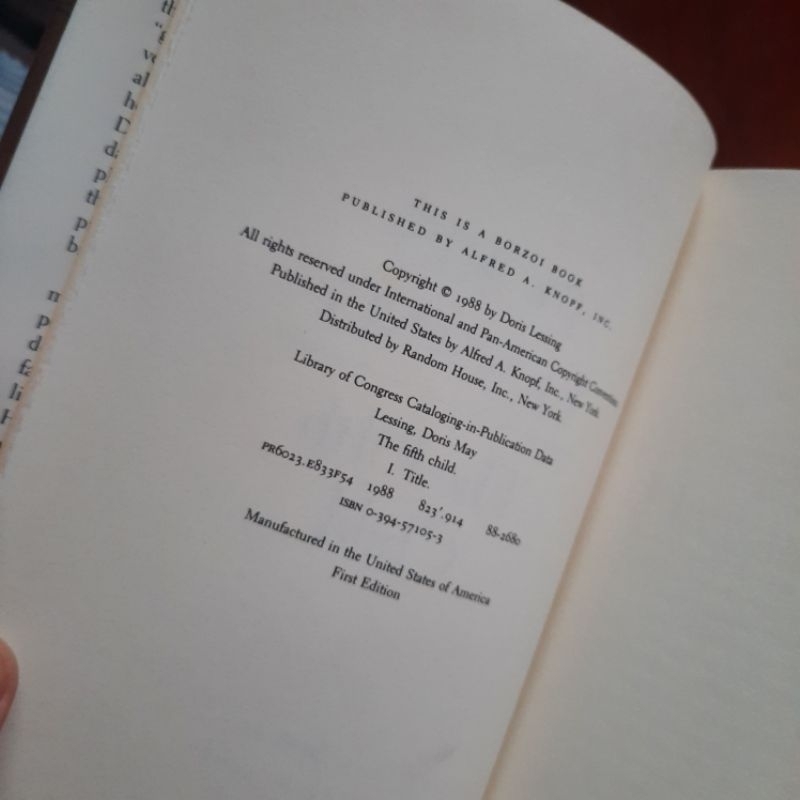 THIS IS A BORZOI BOOK
PUBLISHED BY ALFRED A. KNOPF, INC.
Copyright © 1988 by Doris Lessing
All rights reserved under International and Pan-American Copyright Conventions.
Published in the United States by Alfred A. Knopf, Inc., New York
Distributed by Random House, Inc., New York
Library of Congress Cataloging-in-Publication Data
Lessing, Doris May
The fifth child.
I. Title.
PR6023.E833F54 1988 823'.914 88-2680
ISBN 0-394-57105-3
Manufactured in the United States of America
First Edition